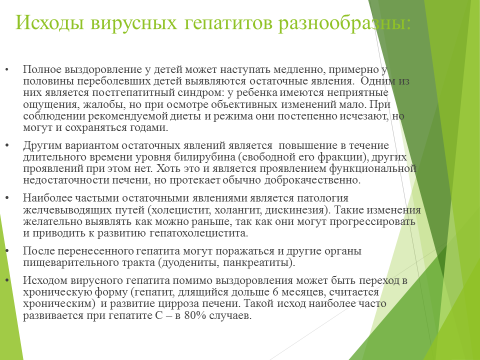 Исходы вирусных гепатитов разнообразны:
• Полное выздоровление у детей может наступать медленно, примерно у
половины переболевших детей выявляются остаточные явления. Одним из
них является постгепатитный синдром: у ребенка имеются неприятные
ощущения, жалобы, но при осмотре объективных изменений мало. При
соблюдении рекомендуемой диеты и режима они постепенно исчезают, но
могут и сохраняться годами.
• Другим вариантом остаточных явлений является повышение в течение
длительного времени уровня билирубина (свободной его фракции), других
проявлений при этом нет. Хоть это и является проявлением функциональной
недостаточности печени, но протекает обычно доброкачественно.
• Наиболее частыми остаточными явлениями является патология
желчевыводящих путей (холецистит, холангит, дискинезия). Такие изменения
желательно выявлять как можно раньше, так как они могут прогрессировать
и приводить к развитию гепатохолецистита.
• После перенесенного гепатита могут поражаться и другие органы
пищеварительного тракта (дуодениты, панкреатиты).
• Исходом вирусного гепатита помимо выздоровления может быть переход в
хроническую форму (гепатит, длящийся дольше 6 месяцев, считается
хроническим) и развитие цирроза печени. Такой исход наиболее часто
развивается при гепатите С – в 80% случаев.